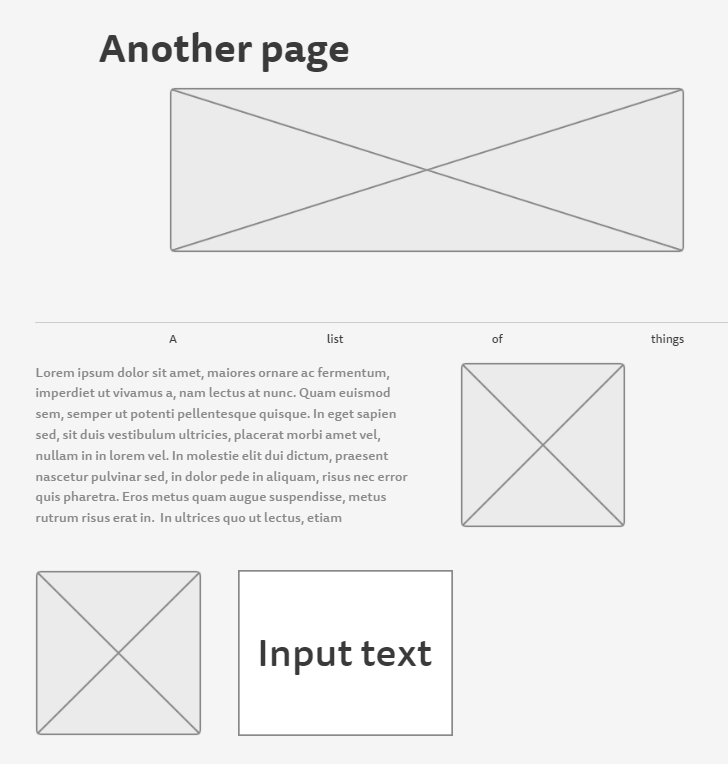 Another page
A list of things
Lorem ipsum dolor sit amet, maiores ornare ac fermentum,
imperdiet ut vivamus a, nam lectus at nunc. Quam euismod
sem, semper ut potenti pellentesque quisque. In eget sapien
sed, sit duis vestibulum ultricies, placerat morbi amet vel,
nullam in in lorem vel. In molestie elit dui dictum, praesent
nascetur pulvinar sed, in dolor pede in aliquam, risus nec error
quis pharetra. Eros metus quam augue suspendisse, metus
rutrum risus erat in.  In ultrices quo ut lectus, etiam
Input text